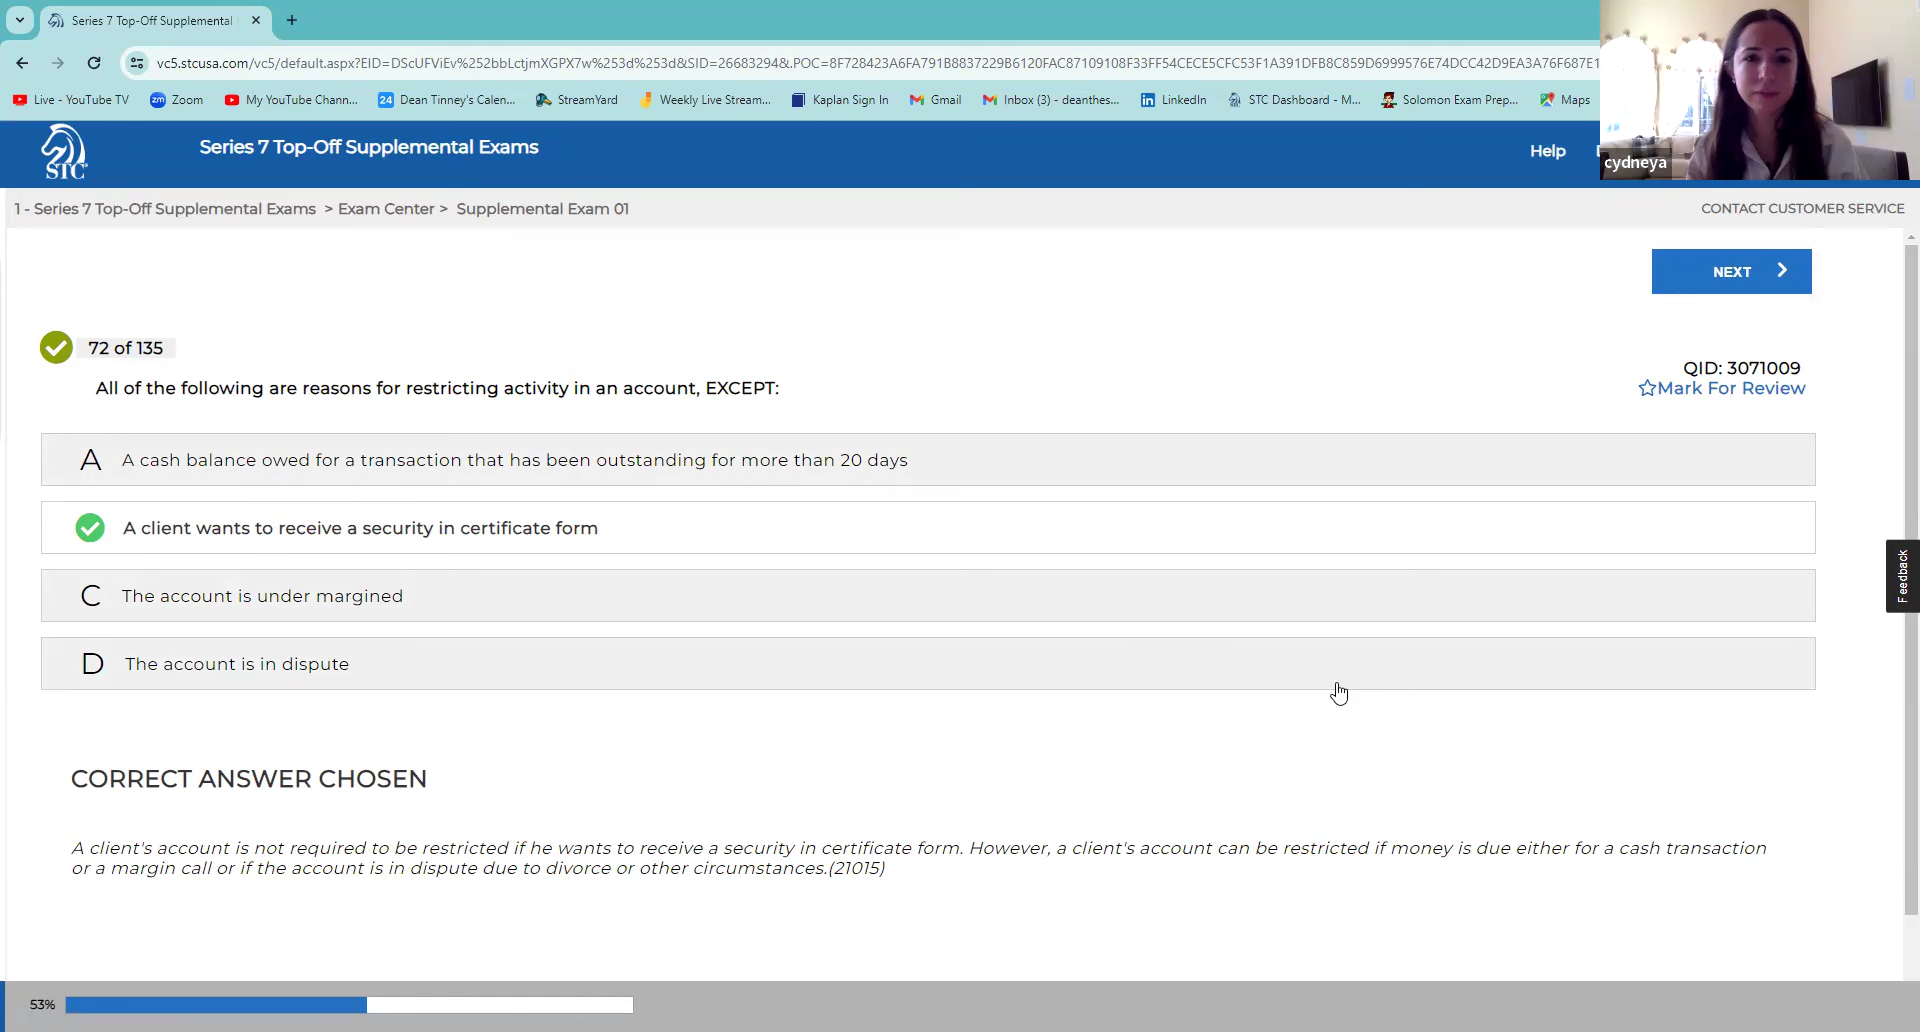 Series 7 Top-Off Supplemental
vc5.stcusa.com/vc5/default.aspx?EID=DScUFViEv%252bbLctjmXGPX7w%253d%253d&SID=26683294&.POC=8F728423A6FA791B8837229B6120FAC87109108F33FF54CECE5CFC53F1A391DFB8C859D6999576E74DCC42D9EA3A76F687E1
Live - YouTube TV zm Zoom My YouTube Chann... 24 Dean Tinney's Calen... StreamYard Weekly Live Stream... Kaplan Sign In Gmail Inbox (3) - deanthes... LinkedIn STC Dashboard - M... Solomon Exam Prep... Maps
cydneya
STC
Series 7 Top-Off Supplemental Exams
Help
1 - Series 7 Top-Off Supplemental Exams > Exam Center > Supplemental Exam 01
CONTACT CUSTOMER SERVICE
NEXT
72 of 135
QID: 3071009
All of the following are reasons for restricting activity in an account, EXCEPT:
Mark For Review
A A cash balance owed for a transaction that has been outstanding for more than 20 days
A client wants to receive a security in certificate form
C The account is under margined
D The account is in dispute
Feedback
CORRECT ANSWER CHOSEN
A client's account is not required to be restricted if he wants to receive a security in certificate form. However, a client's account can be restricted if money is due either for a cash transaction
or a margin call or if the account is in dispute due to divorce or other circumstances.(21015)
53%